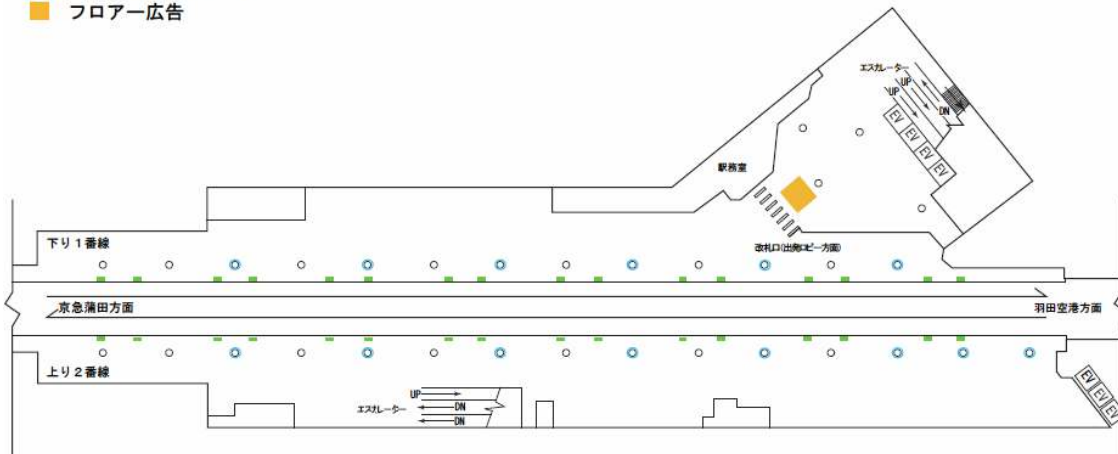 フロアー広告
エスカレーター
UP
UP
DN
EV
EV
EV
EV
駅務室
改札口(出発ロビー方面)
下り1番線
京急蒲田方面
羽田空港方面
上り2番線
UP
エスカレーター
DN
DN
EV
EV
EV